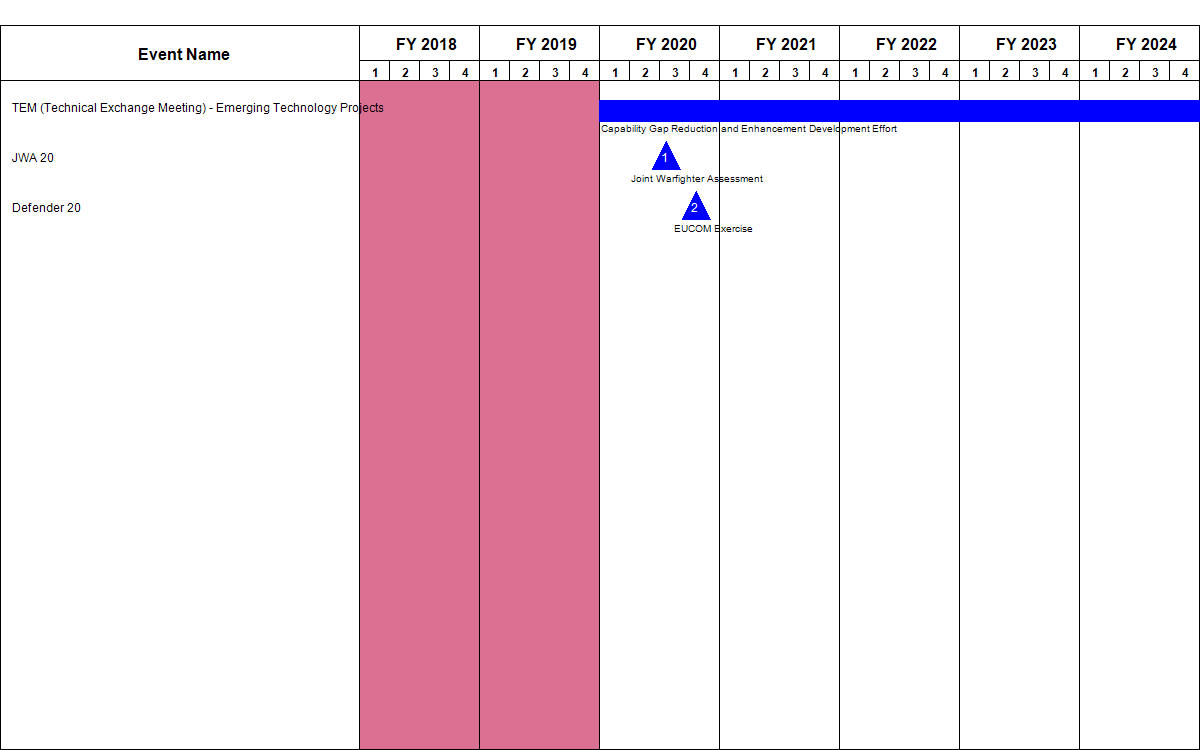 Event Name
FY 2018 FY 2019 FY 2020 FY 2021 FY 2022 FY 2023 FY 2024
1 2 3 4 1 2 3 4 1 2 3 4 1 2 3 4 1 2 3 4 1 2 3 4 1 2 3 4
TEM (Technical Exchange Meeting) - Emerging Technology Projects
Capability Gap Reduction and Enhancement Development Effort
JWA 20 1
Joint Warfighter Assessment
Defender 20 2
EUCOM Exercise